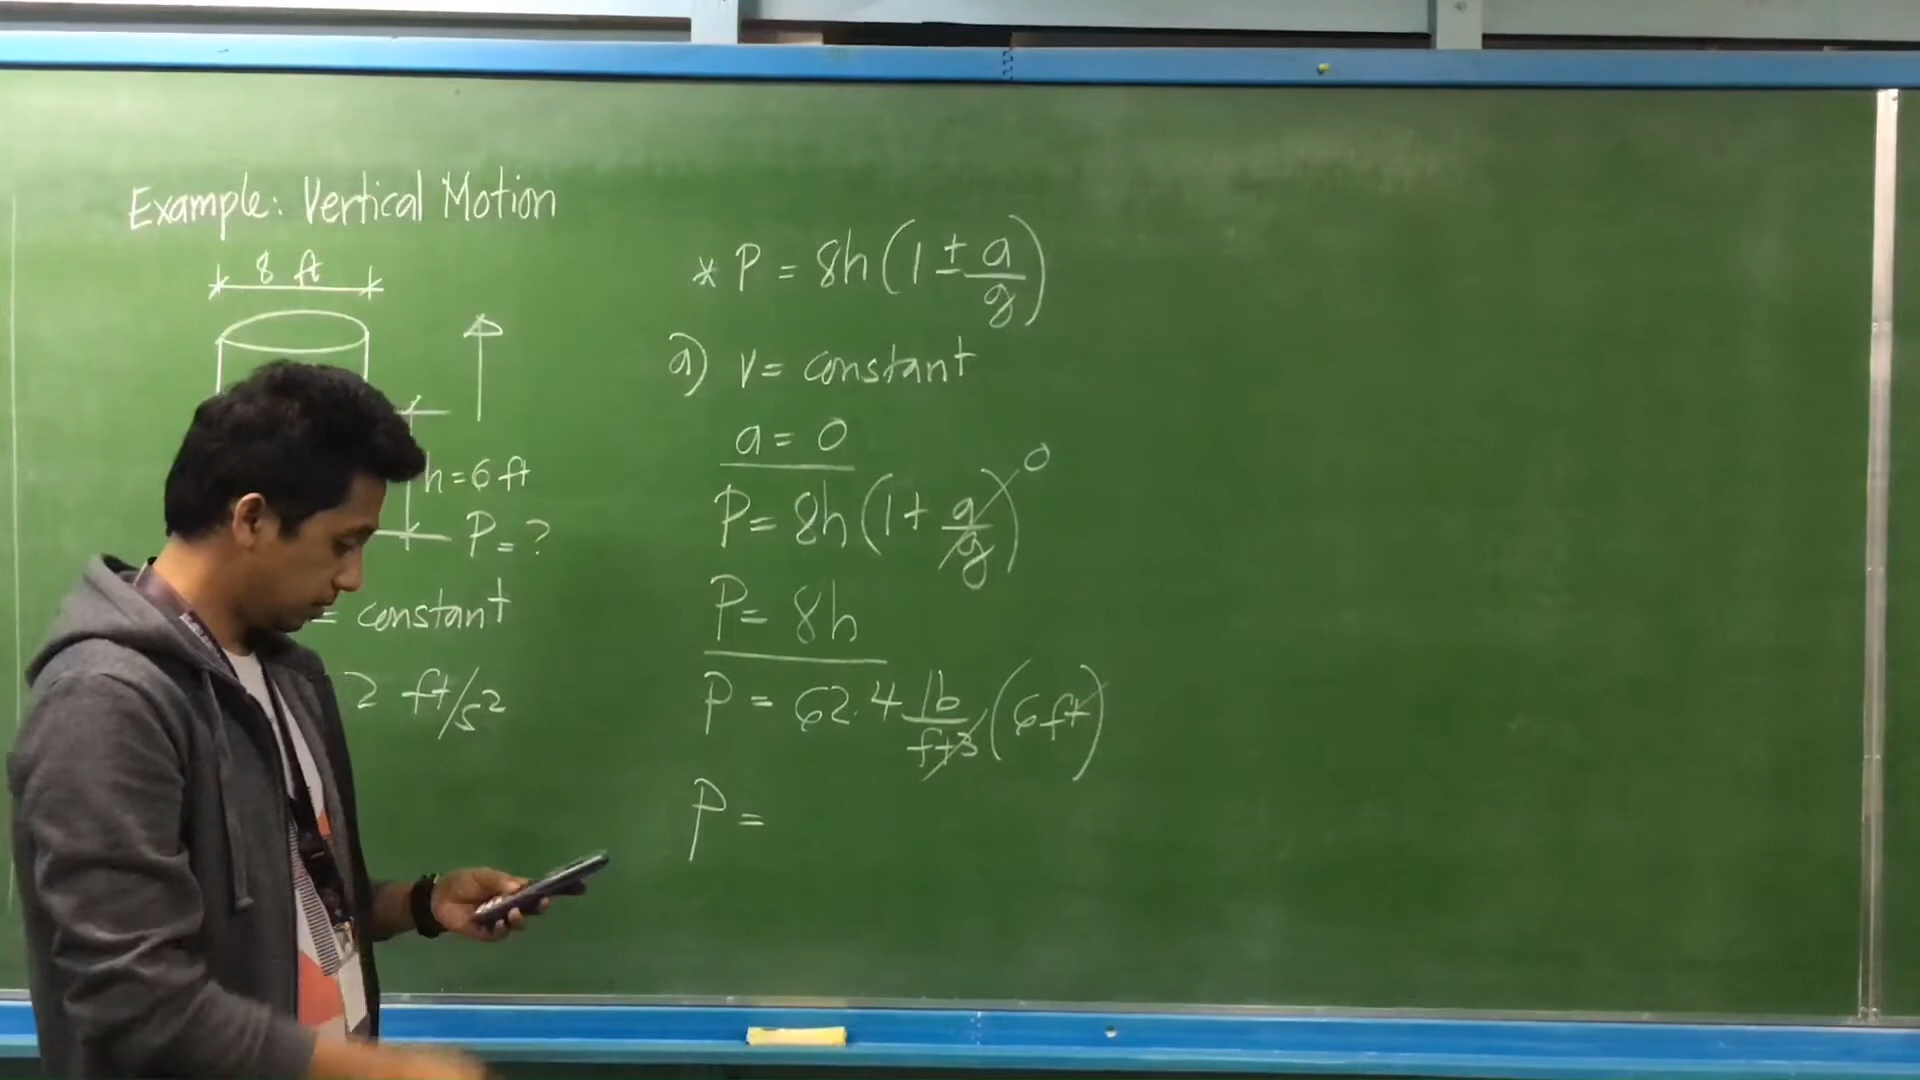 Example: Vertical Motion
8 ft
h = 6 ft
P = ?
= constant
2 ft/s²
* P = γh(1 ± a/g)
a) v = constant
a = 0
P = γh(1 + a/g) 0
P = γh
P = 62.4 lb/ft³ (6 ft)
P =